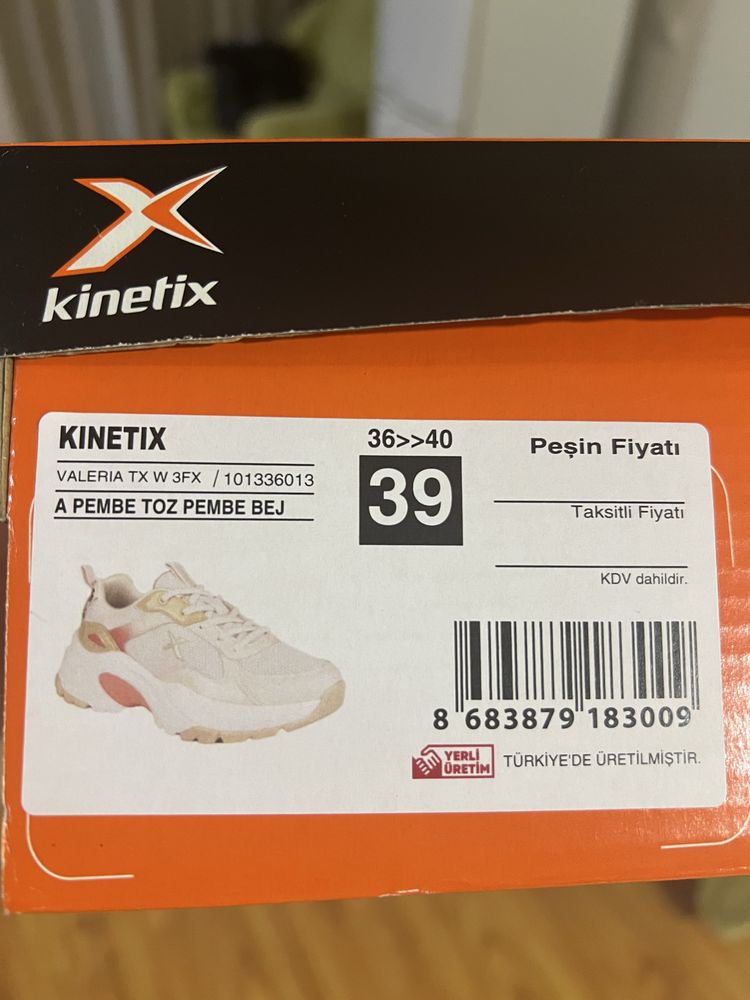 kinetix
KINETIX
VALERIA TX W 3FX / 101336013
A PEMBE TOZ PEMBE BEJ
36>>40
39
Peşin Fiyatı
Taksitli Fiyatı
KDV dahildir.
8 683879 183009
YERLİ
ÜRETİM
TÜRKİYE'DE ÜRETİLMİŞTİR.